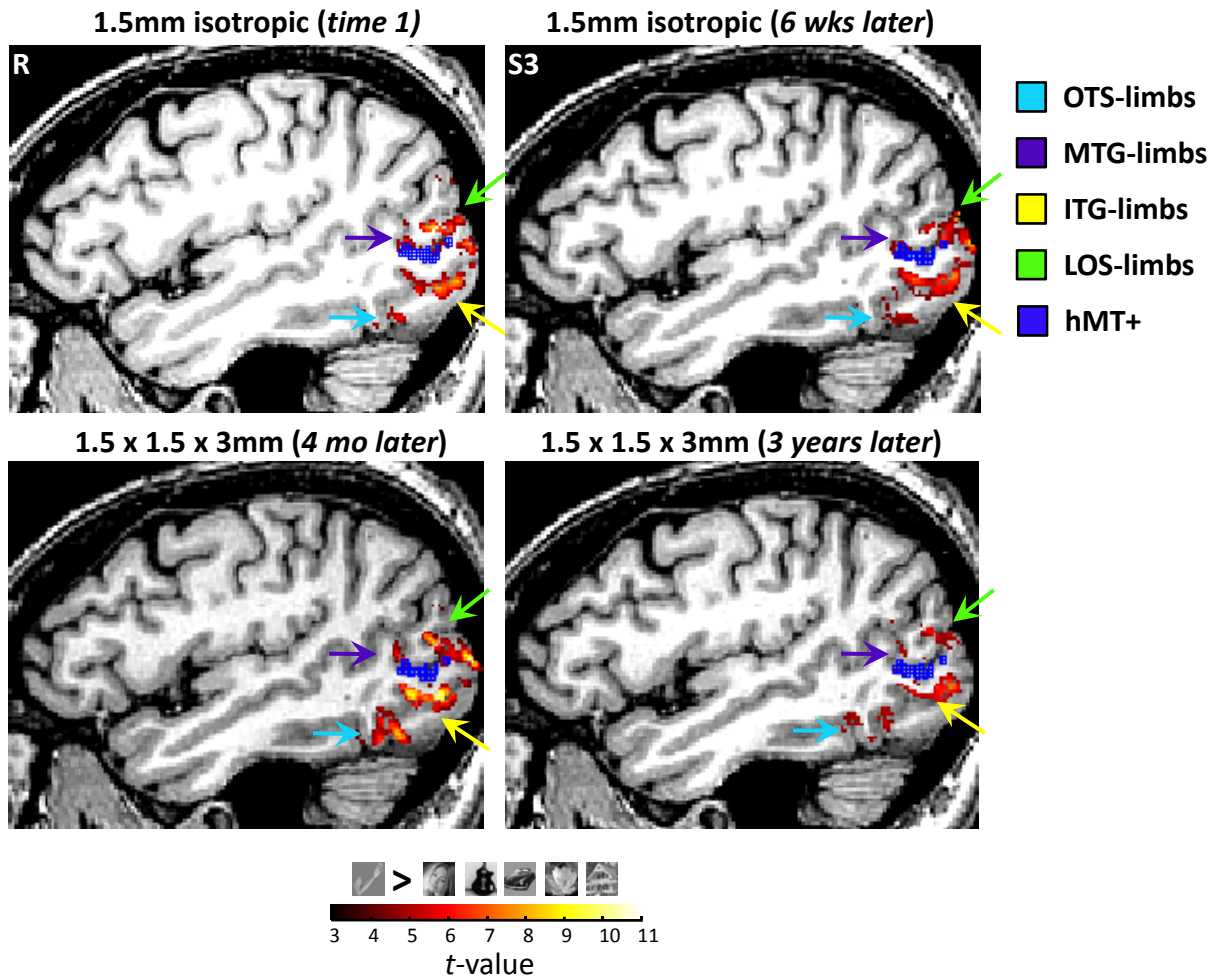 1.5mm isotropic (time 1)
1.5mm isotropic (6 wks later)
R
S3
OTS-limbs
MTG-limbs
ITG-limbs
LOS-limbs
hMT+
1.5 x 1.5 x 3mm (4 mo later)
1.5 x 1.5 x 3mm (3 years later)
>
3 4 5 6 7 8 9 10 11
t-value